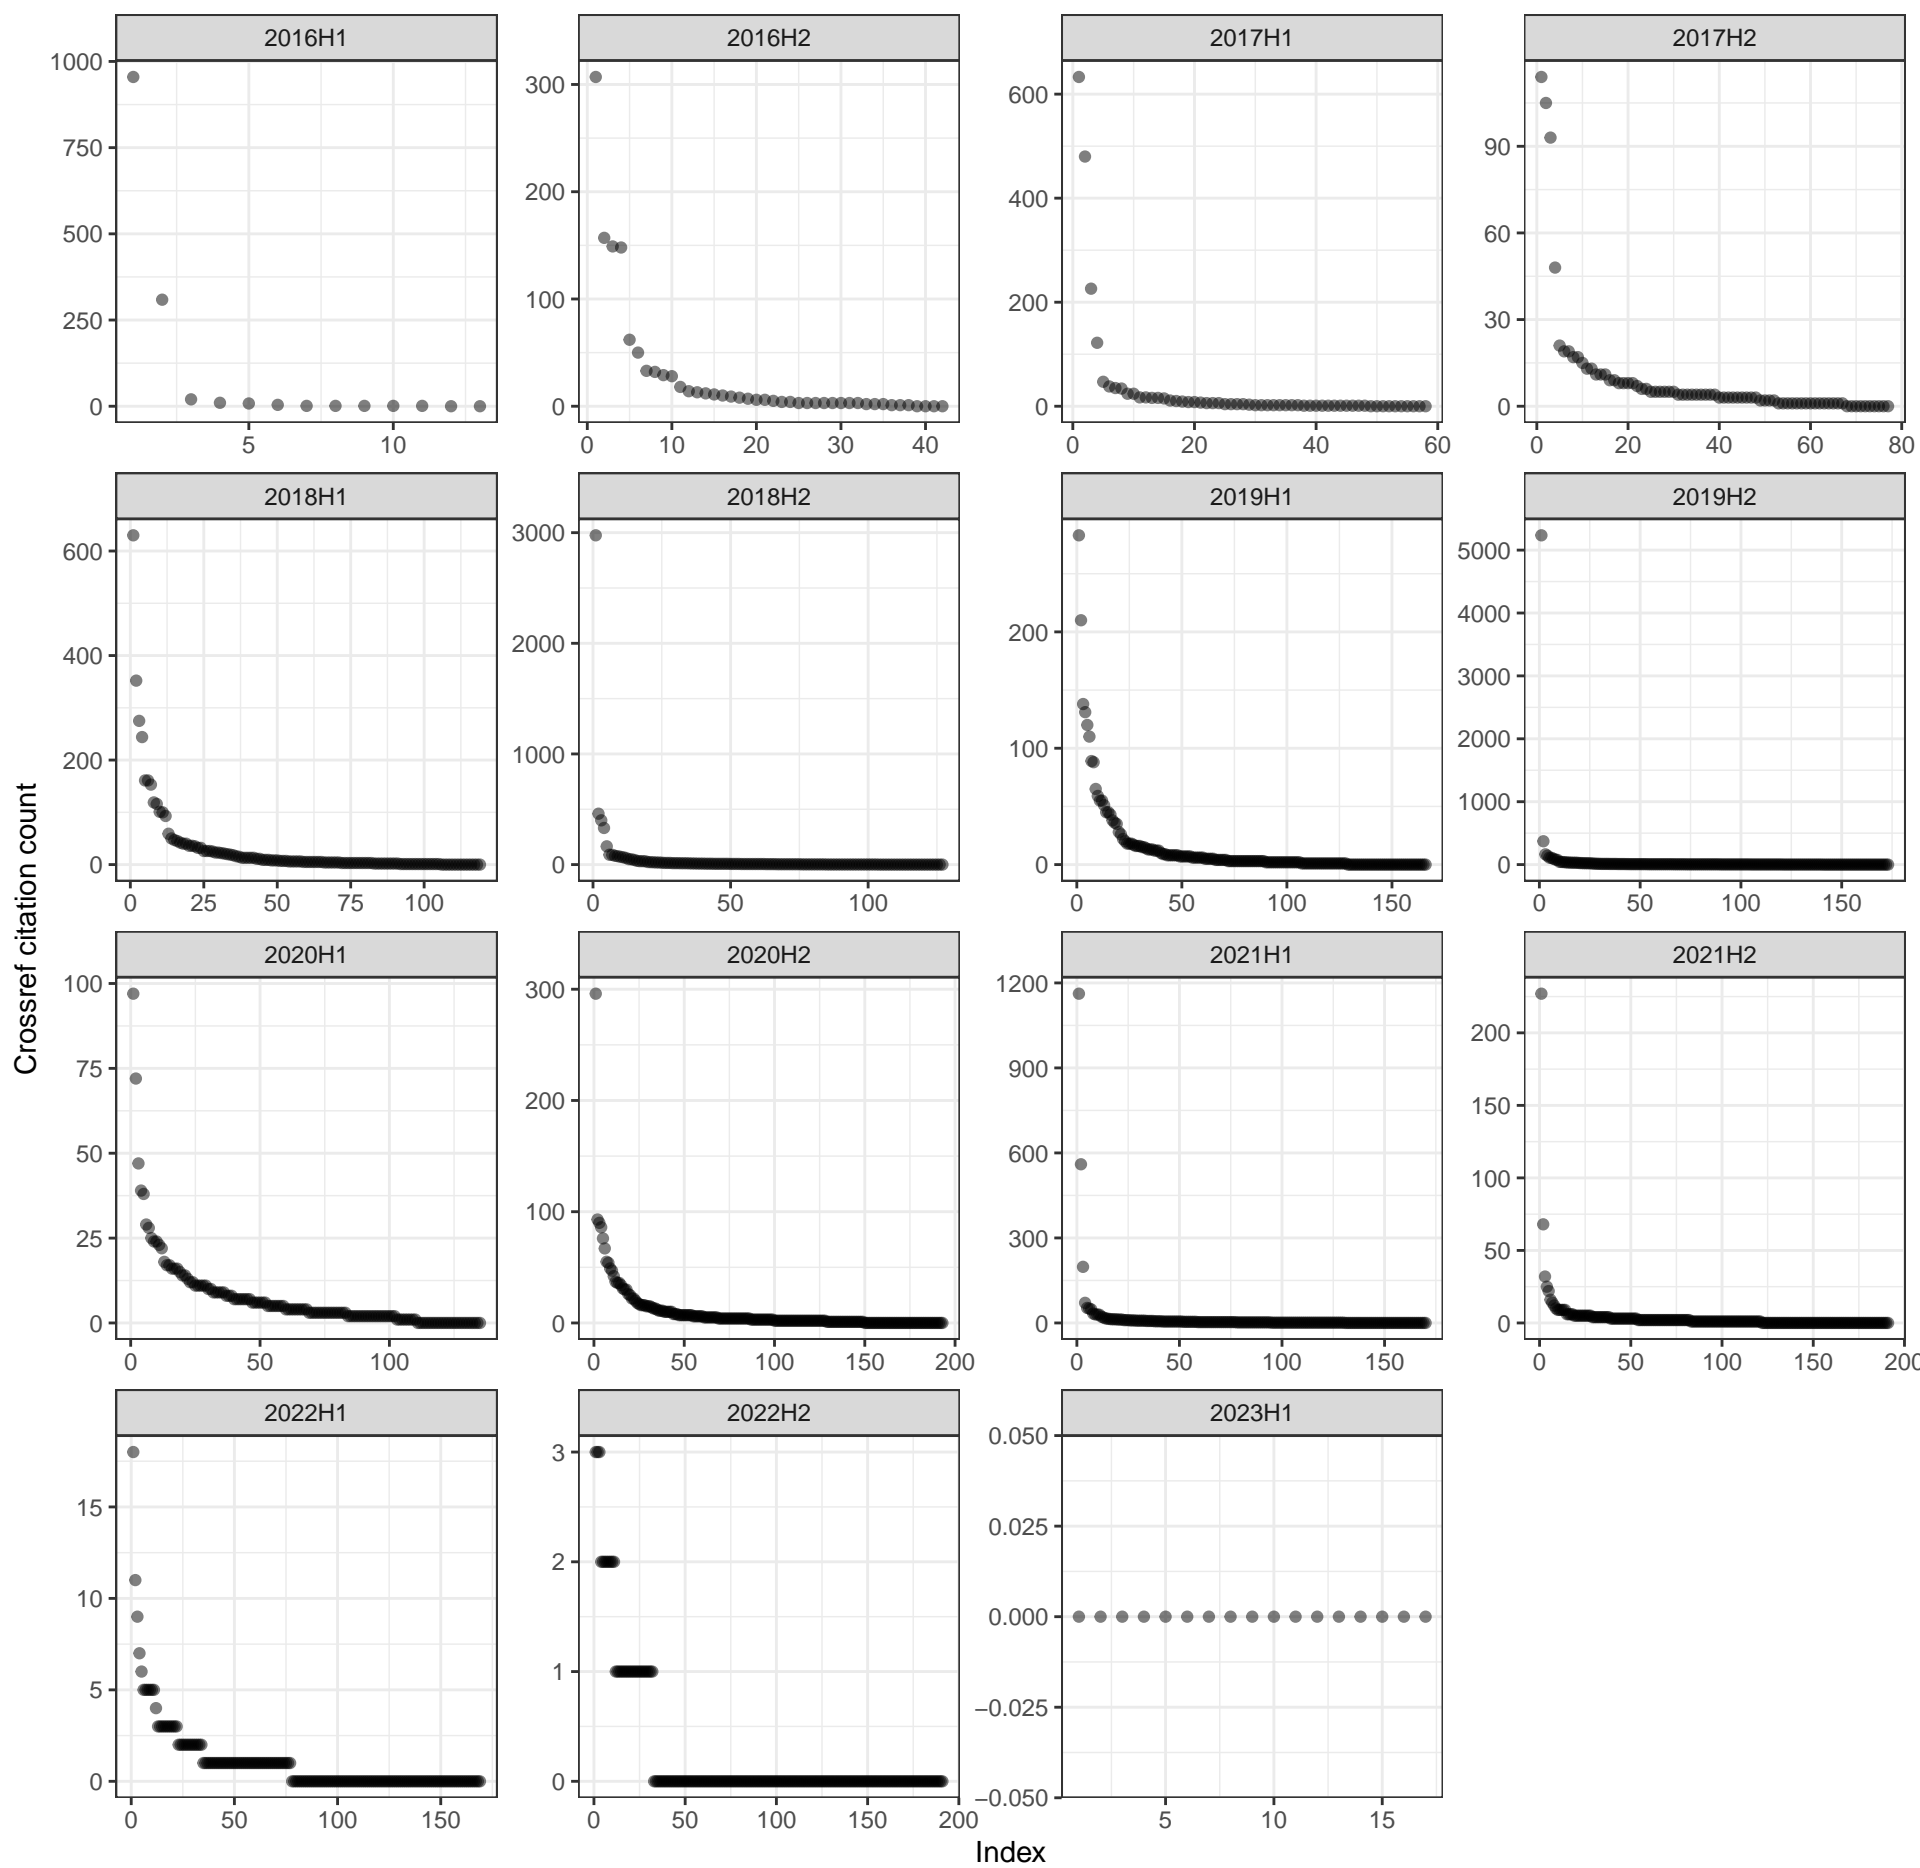 2016H1 2016H2 2017H1 2017H2
1000 750 500 250 0
300 200 100 0
600 400 200 0
90 60 30 0
5 10
0 10 20 30 40
0 20 40 60
0 20 40 60 80
2018H1 2018H2 2019H1 2019H2
600 400 200 0
3000 2000 1000 0
200 100 0
5000 4000 3000 2000 1000 0
0 25 50 75 100
0 50 100
0 50 100 150
0 50 100 150
Crossref citation count
2020H1 2020H2 2021H1 2021H2
100 75 50 25 0
300 200 100 0
1200 900 600 300 0
200 150 100 50 0
0 50 100
0 50 100 150 200
0 50 100 150
0 50 100 150 200
2022H1 2022H2 2023H1
15 10 5 0
3 2 1 0
0.050 0.025 0.000 −0.025 −0.050
0 50 100 150
0 50 100 150 200
5 10 15
Index